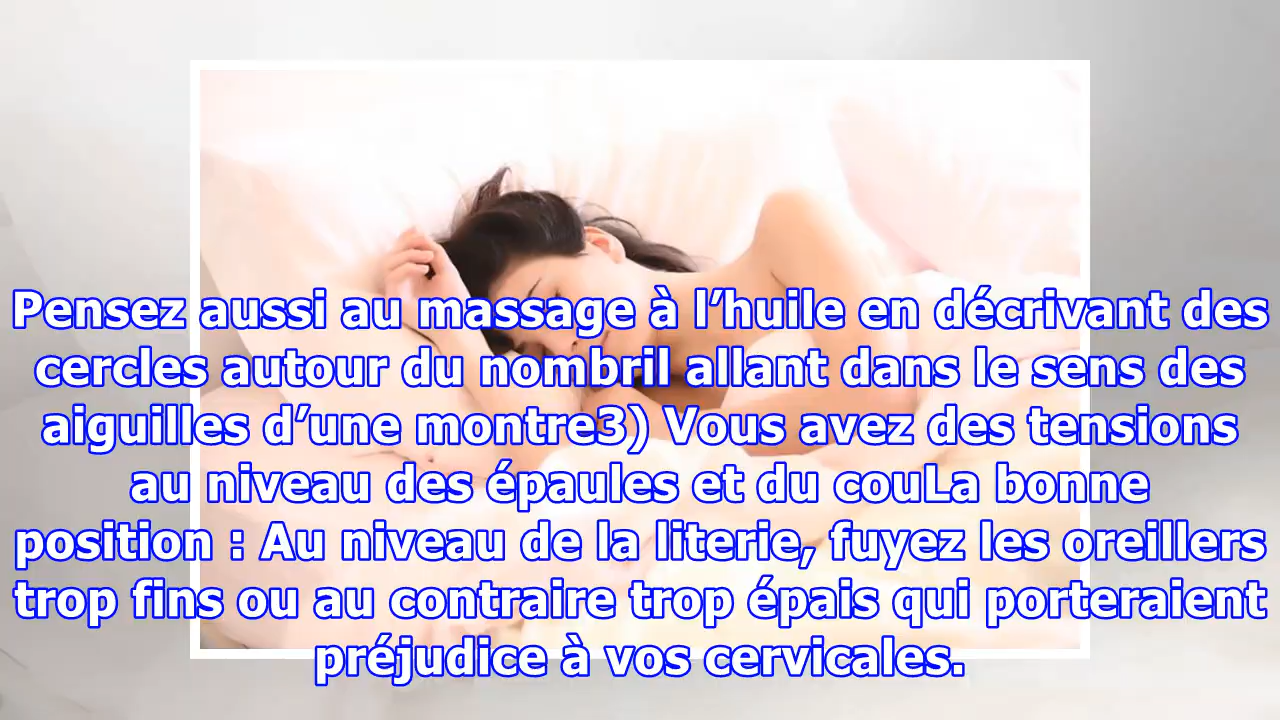 Pensez aussi au massage à l’huile en décrivant des
cercles autour du nombril allant dans le sens des
aiguilles d’une montre3) Vous avez des tensions
au niveau des épaules et du couLa bonne
position : Au niveau de la literie, fuyez les oreillers
trop fins ou au contraire trop épais qui porteraient
préjudice à vos cervicales.